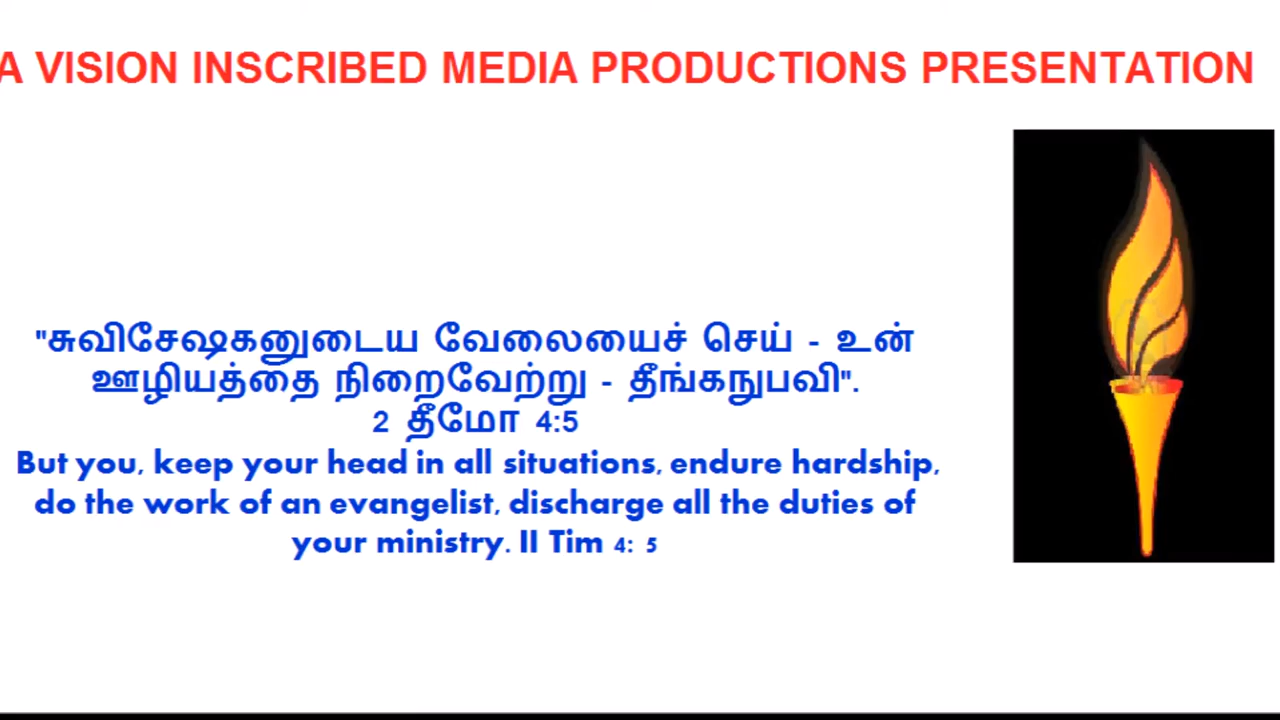 A VISION INSCRIBED MEDIA PRODUCTIONS PRESENTATION
"சுவிசேஷகனுடைய வேலையைச் செய் - உன்
ஊழியத்தை நிறைவேற்று - தீங்கநுபவி".
2 தீமோ 4:5
But you, keep your head in all situations, endure hardship,
do the work of an evangelist, discharge all the duties of
your ministry. II Tim 4: 5